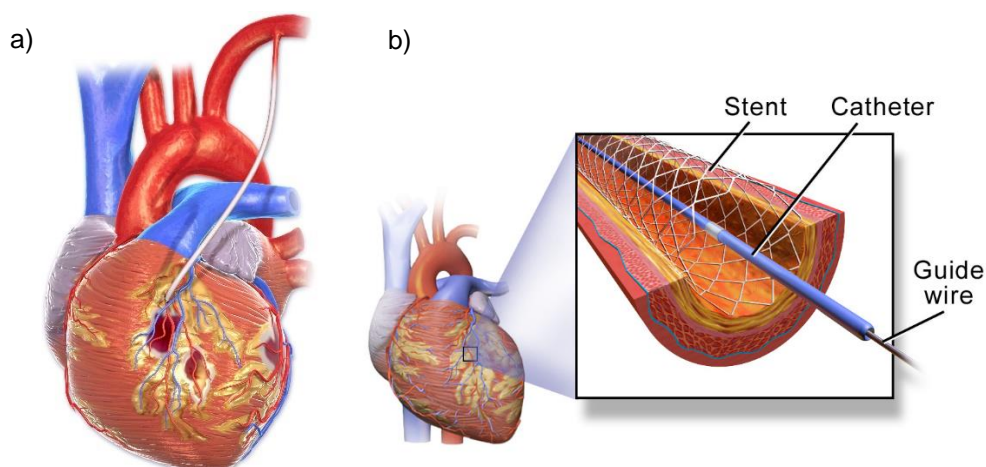 a)
b)
Stent
Catheter
Guide
wire